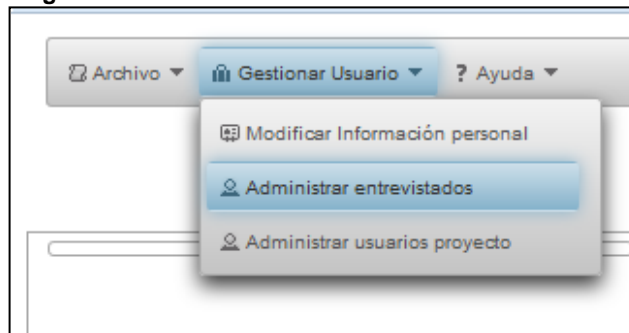 Archivo Gestionar Usuario ? Ayuda
Modificar Información personal
Administrar entrevistados
Administrar usuarios proyecto